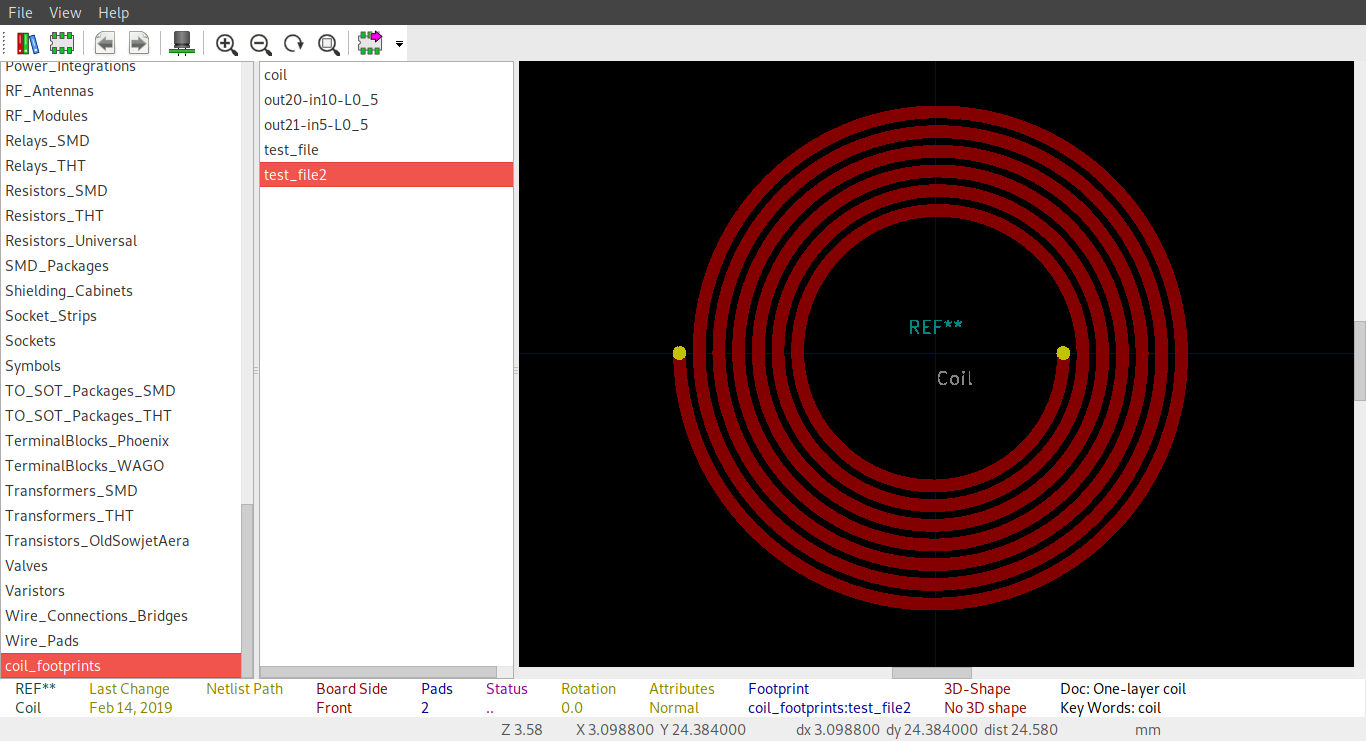 File View Help
Power_Integrations
RF_Antennas
RF_Modules
Relays_SMD
Relays_THT
Resistors_SMD
Resistors_THT
Resistors_Universal
SMD_Packages
Shielding_Cabinets
Socket_Strips
Sockets
Symbols
TO_SOT_Packages_SMD
TO_SOT_Packages_THT
TerminalBlocks_Phoenix
TerminalBlocks_WAGO
Transformers_SMD
Transformers_THT
Transistors_OldSowjetAera
Valves
Varistors
Wire_Connections_Bridges
Wire_Pads
coil_footprints
coil
out20-in10-L0_5
out21-in5-L0_5
test_file
test_file2
REF**
Coil
REF** Last Change Netlist Path Board Side Pads Status Rotation Attributes Footprint 3D-Shape Doc: One-layer coil
Coil Feb 14, 2019 Front 2 .. 0.0 Normal coil_footprints:test_file2 No 3D shape Key Words: coil
Z 3.58 X 3.098800 Y 24.384000 dx 3.098800 dy 24.384000 dist 24.580 mm